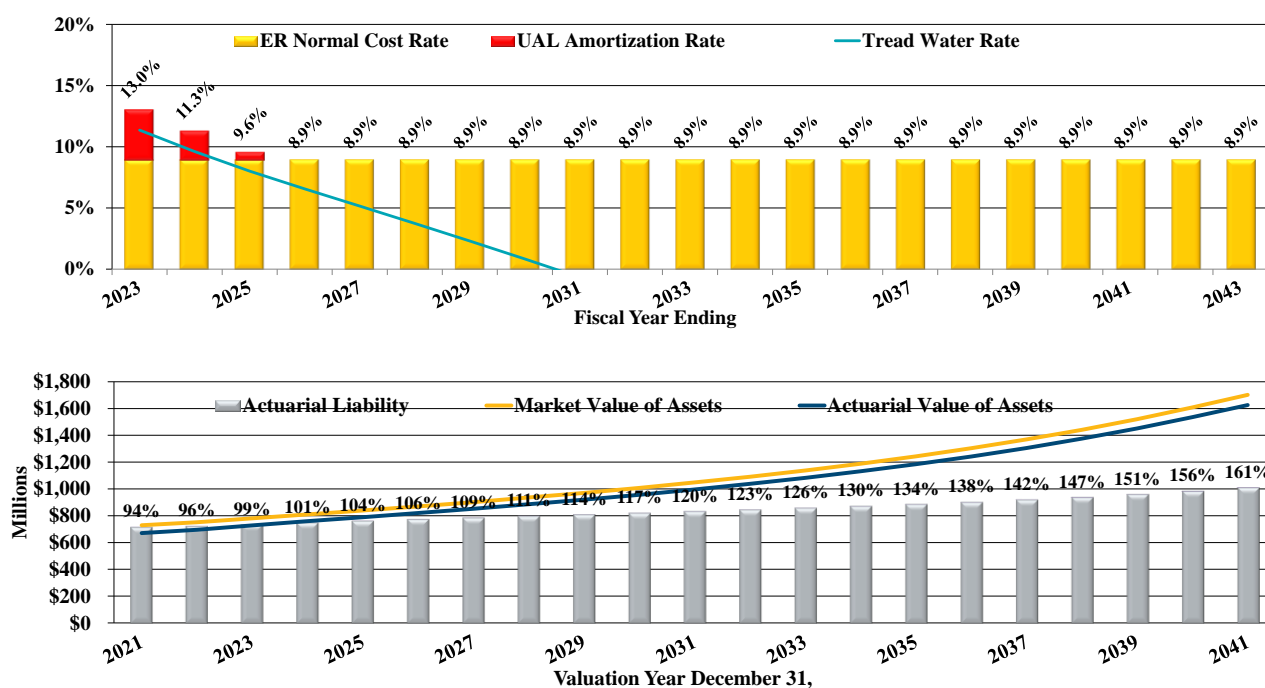 20%
15%
10%
5%
0%
ER Normal Cost Rate UAL Amortization Rate Tread Water Rate
13.0% 11.3% 9.6% 8.9% 8.9% 8.9% 8.9% 8.9% 8.9% 8.9% 8.9% 8.9% 8.9% 8.9% 8.9% 8.9% 8.9% 8.9% 8.9% 8.9% 8.9%
2023 2025 2027 2029 2031 2033 2035 2037 2039 2041 2043
Fiscal Year Ending
Millions
$1,800
$1,600
$1,400
$1,200
$1,000
$800
$600
$400
$200
$0
Actuarial Liability Market Value of Assets Actuarial Value of Assets
94% 96% 99% 101% 104% 106% 109% 111% 114% 117% 120% 123% 126% 130% 134% 138% 142% 147% 151% 156% 161%
2021 2023 2025 2027 2029 2031 2033 2035 2037 2039 2041
Valuation Year December 31,